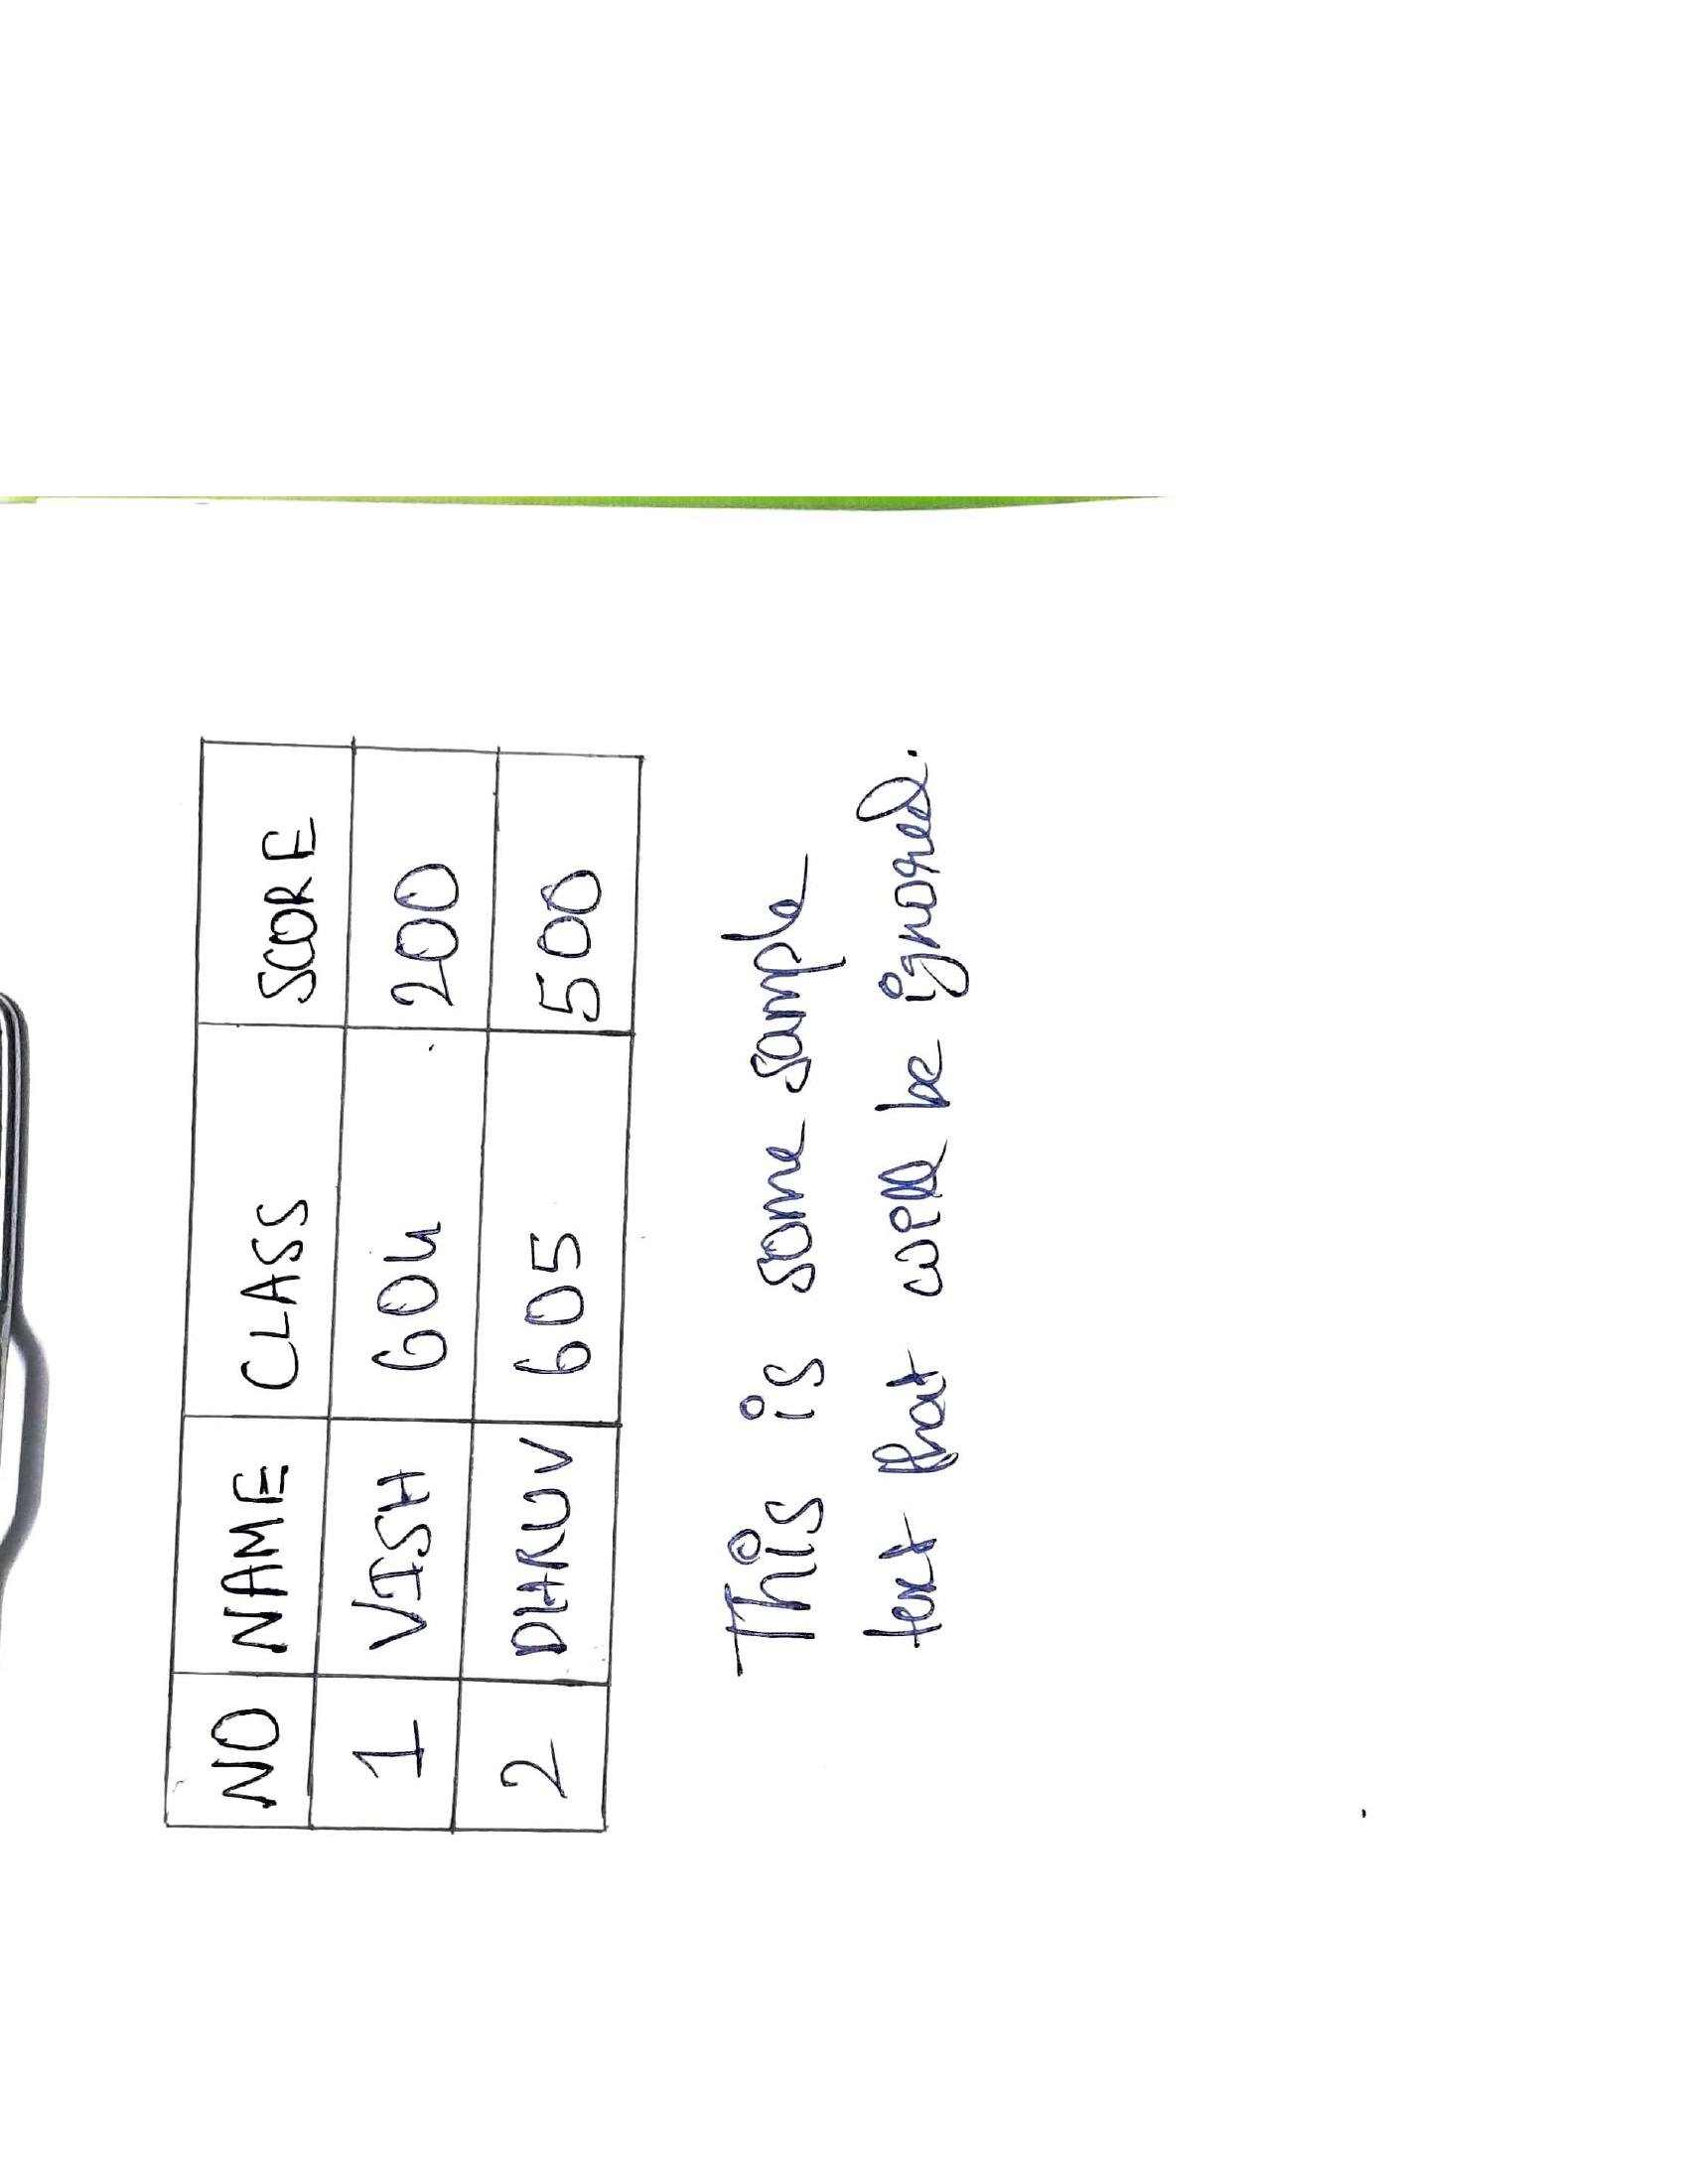 NO NAME CLASS SCORE
1 VISH 604 200
2 DHRUV 605 500
This is some sample
text that will be ignored.